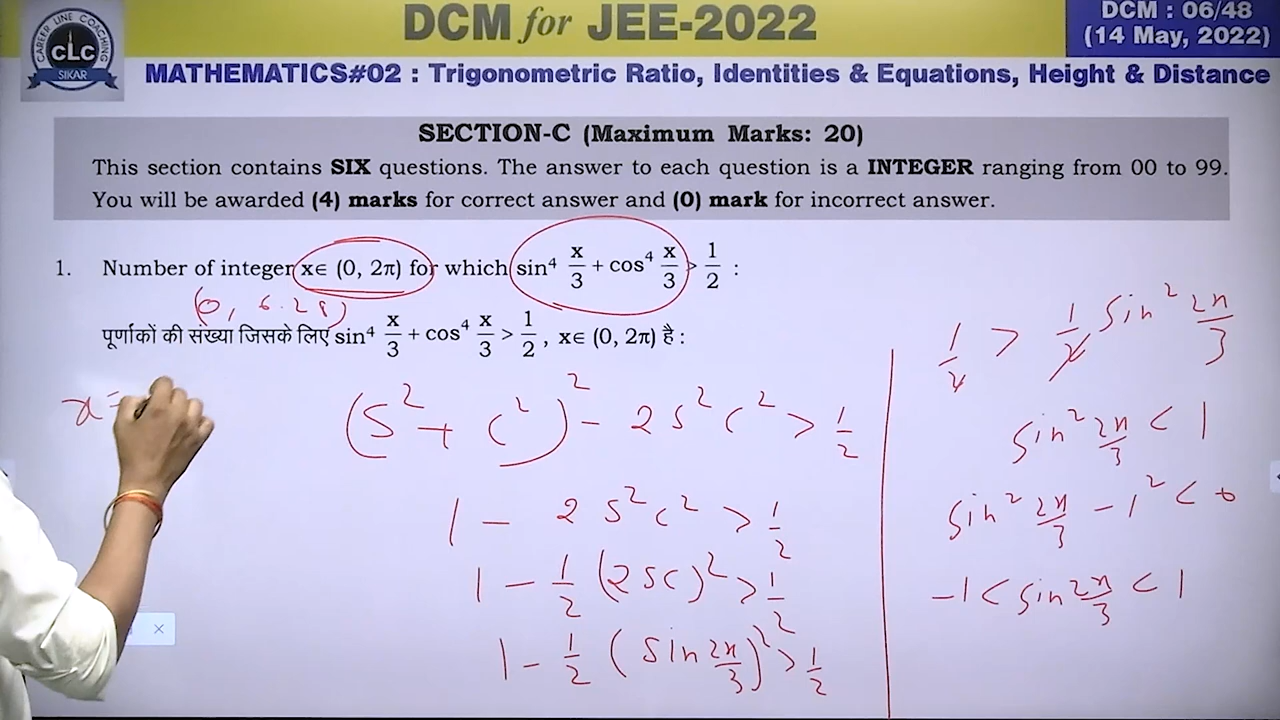 DCM for JEE-2022
DCM : 06/48
(14 May, 2022)
CAREER LINE COACHING
CLC
SIKAR
MATHEMATICS#02 : Trigonometric Ratio, Identities & Equations, Height & Distance
SECTION-C (Maximum Marks: 20)
This section contains SIX questions. The answer to each question is a INTEGER ranging from 00 to 99.
You will be awarded (4) marks for correct answer and (0) mark for incorrect answer.
1. Number of integer x∈ (0, 2π) for which sin⁴ x/3 + cos⁴ x/3 > 1/2 :
(0, 6.28)
पूर्णांकों की संख्या जिसके लिए sin⁴ x/3 + cos⁴ x/3 > 1/2 , x∈ (0, 2π) है :
x =
(S² + C²)² - 2S²C² > 1/2
1 - 2S²C² > 1/2
1 - 1/2 (2SC)² > 1/2
1 - 1/2 (sin 2x/3)² > 1/2
1/2 > 1/2 sin² 2x/3
sin² 2x/3 < 1
sin² 2x/3 - 1² < 0
-1 < sin 2x/3 < 1